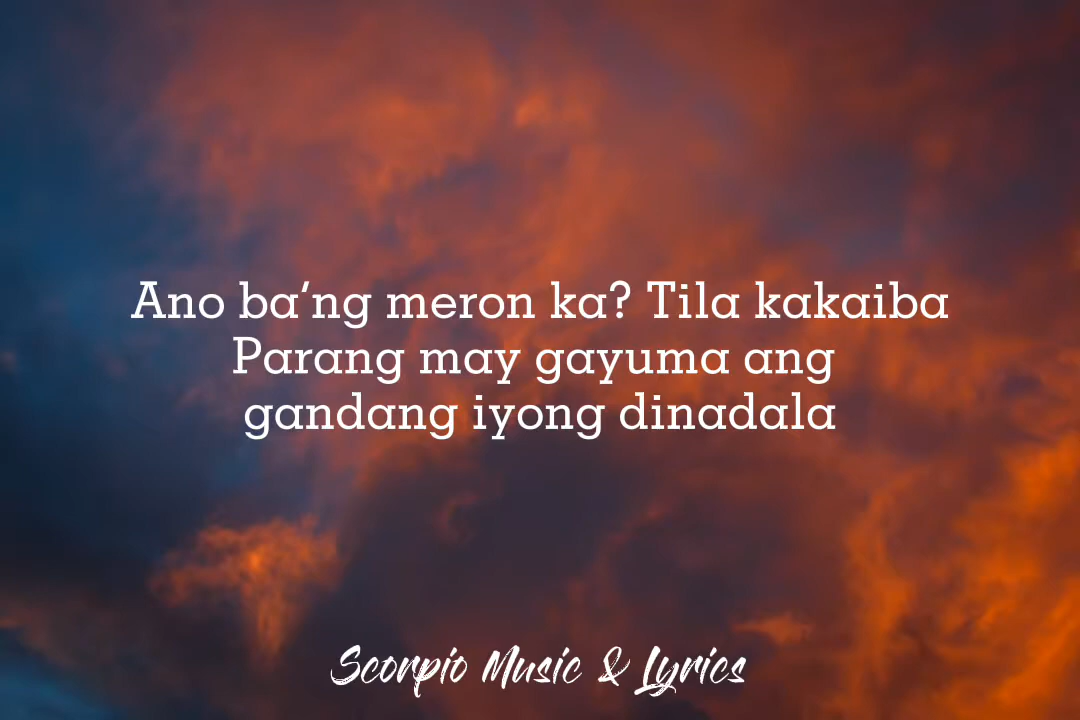 Ano ba’ng meron ka? Tila kakaiba
Parang may gayuma ang
gandang iyong dinadala
Scorpio Music & Lyrics